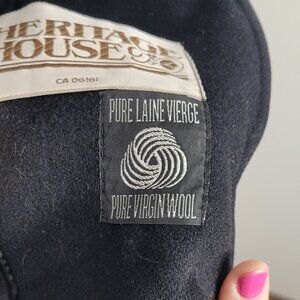 HERITAGE
HOUSE
CA 06161
PURE LAINE VIERGE
PURE VIRGIN WOOL